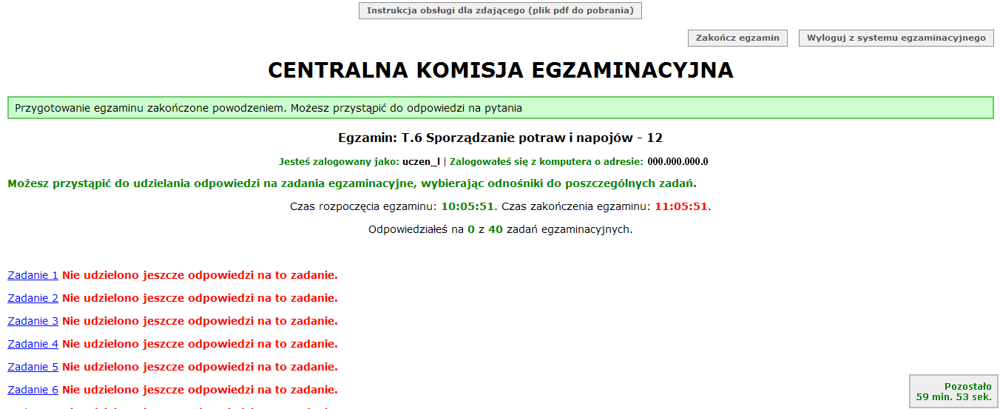 Instrukcja obsługi dla zdającego (plik pdf do pobrania)
Zakończ egzamin
Wyloguj z systemu egzaminacyjnego
CENTRALNA KOMISJA EGZAMINACYJNA
Przygotowanie egzaminu zakończone powodzeniem. Możesz przystąpić do odpowiedzi na pytania
Egzamin: T.6 Sporządzanie potraw i napojów - 12
Jesteś zalogowany jako: uczen_l | Zalogowałeś się z komputera o adresie: 000.000.000.0
Możesz przystąpić do udzielania odpowiedzi na zadania egzaminacyjne, wybierając odnośniki do poszczególnych zadań.
Czas rozpoczęcia egzaminu: 10:05:51. Czas zakończenia egzaminu: 11:05:51.
Odpowiedziałeś na 0 z 40 zadań egzaminacyjnych.
Zadanie 1 Nie udzielono jeszcze odpowiedzi na to zadanie.
Zadanie 2 Nie udzielono jeszcze odpowiedzi na to zadanie.
Zadanie 3 Nie udzielono jeszcze odpowiedzi na to zadanie.
Zadanie 4 Nie udzielono jeszcze odpowiedzi na to zadanie.
Zadanie 5 Nie udzielono jeszcze odpowiedzi na to zadanie.
Zadanie 6 Nie udzielono jeszcze odpowiedzi na to zadanie.
Pozostało
59 min. 53 sek.